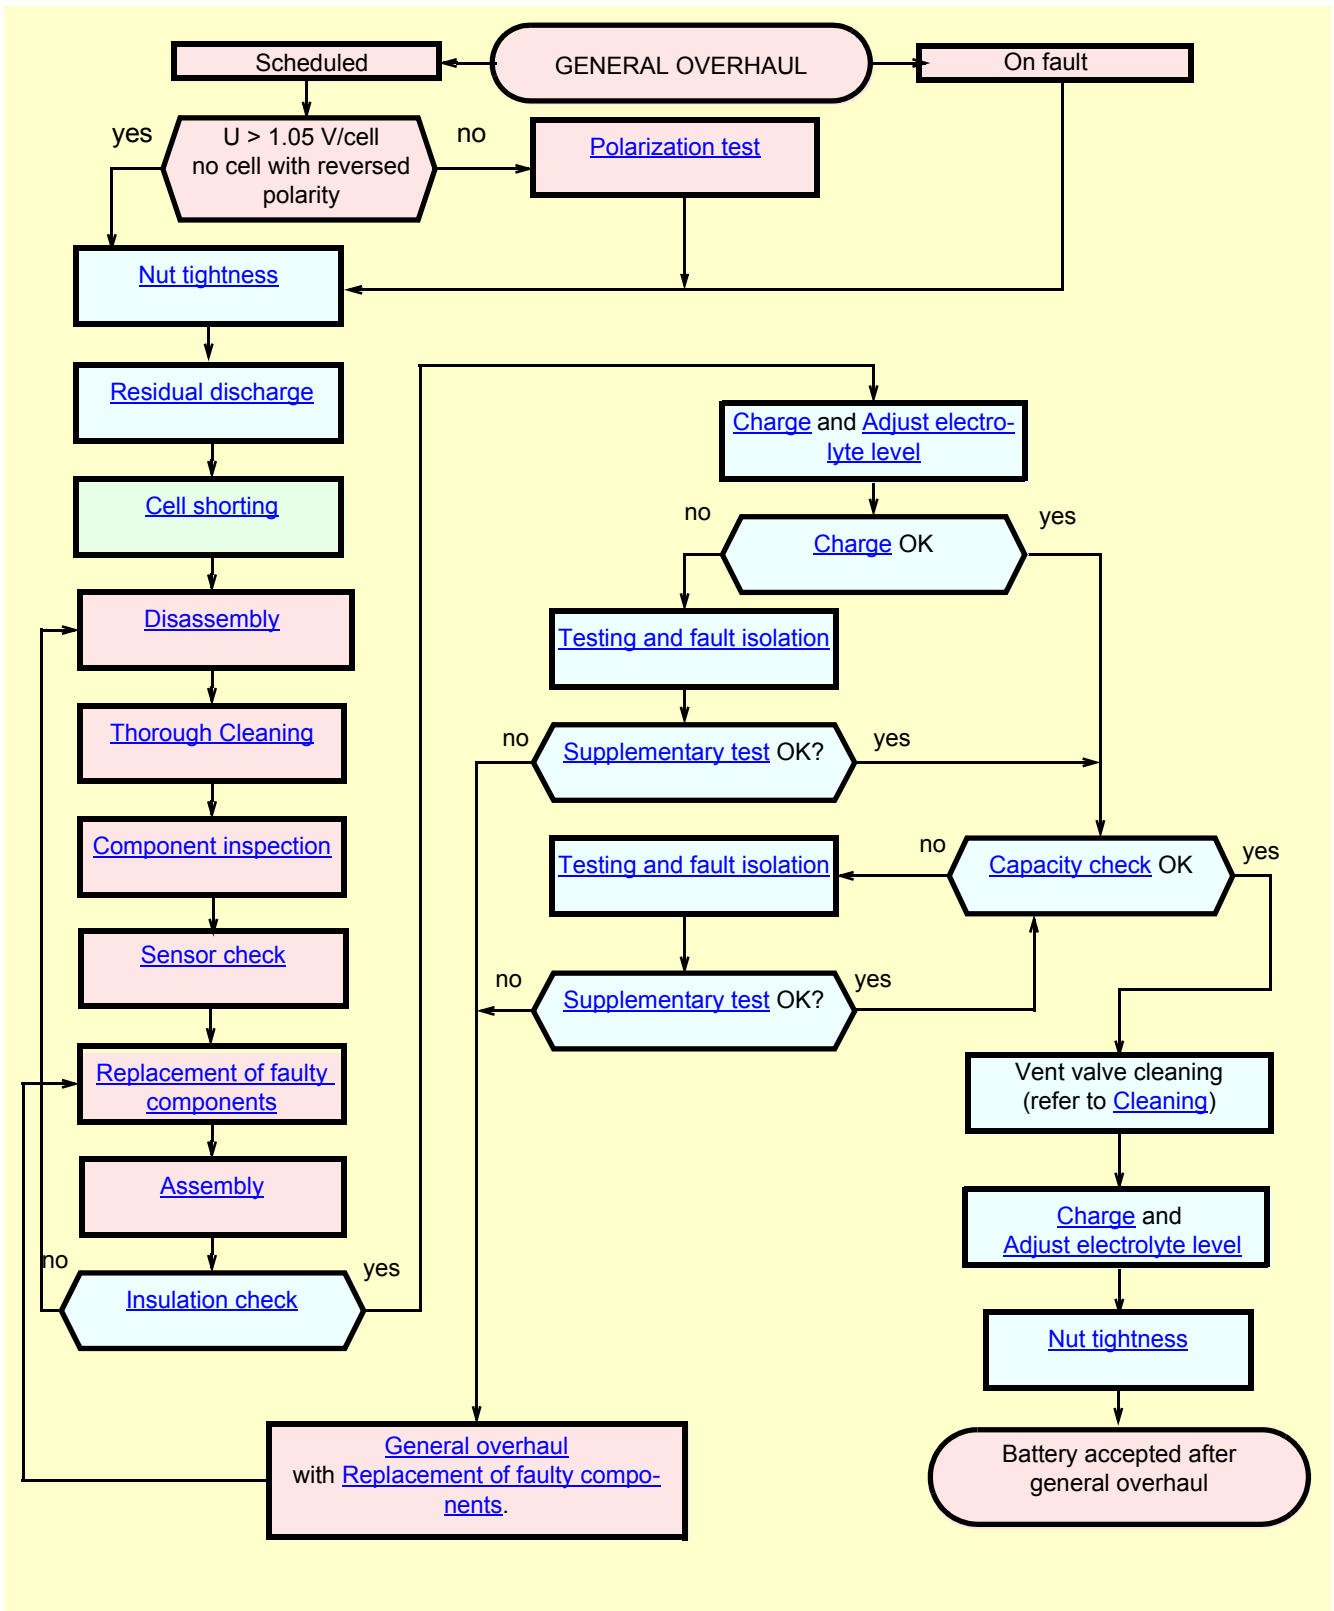 GENERAL OVERHAUL
Scheduled
On fault
yes
U > 1.05 V/cell
no cell with reversed
polarity
no
Polarization test
Nut tightness
Residual discharge
Cell shorting
Disassembly
Thorough Cleaning
Component inspection
Sensor check
Replacement of faulty
components
Assembly
no
Insulation check
yes
Charge and Adjust electro-
lyte level
no
Charge OK
yes
Testing and fault isolation
no
Supplementary test OK?
yes
Testing and fault isolation
no
Capacity check OK
yes
no
Supplementary test OK?
yes
Vent valve cleaning
(refer to Cleaning)
Charge and
Adjust electrolyte level
Nut tightness
General overhaul
with Replacement of faulty compo-
nents.
Battery accepted after
general overhaul